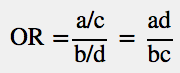 OR = a/c / b/d = ad / bc